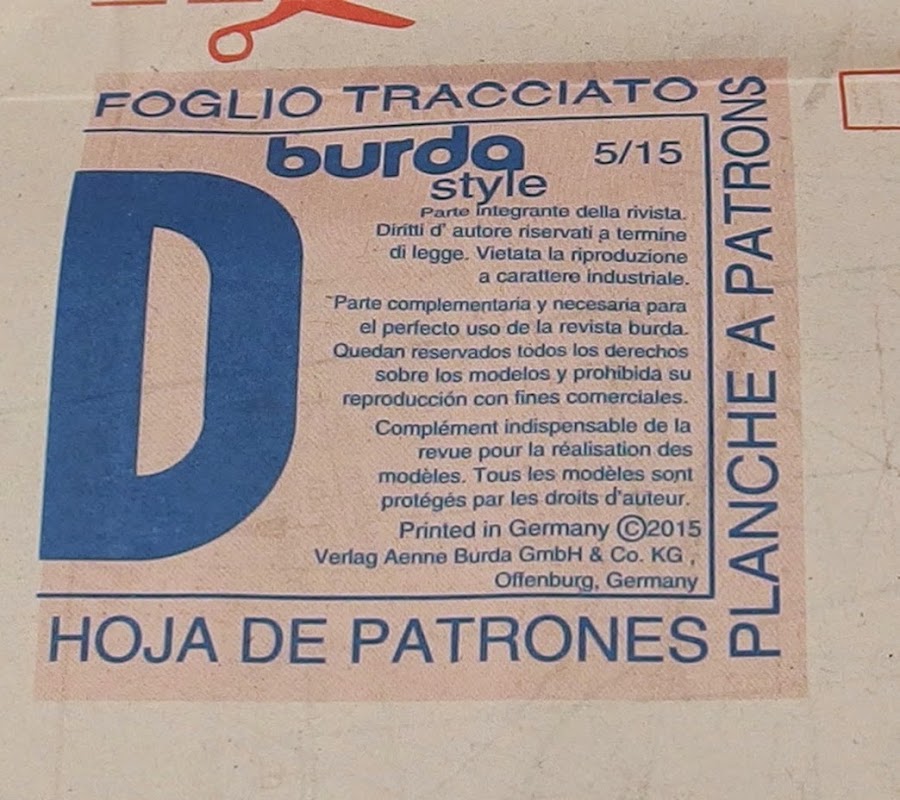 FOGLIO TRACCIATO
burda
style
5/15
D
Parte integrante della rivista.
Diritti d' autore riservati a termine
di legge. Vietata la riproduzione
a carattere industriale.
Parte complementaria y necesaria para
el perfecto uso de la revista burda.
Quedan reservados todos los derechos
sobre los modelos y prohibida su
reproducción con fines comerciales.
Complément indispensable de la
revue pour la réalisation des
modèles. Tous les modèles sont
protégés par les droits d'auteur.
Printed in Germany ©2015
Verlag Aenne Burda GmbH & Co. KG ,
Offenburg, Germany
HOJA DE PATRONES
PLANCHE A PATRONS